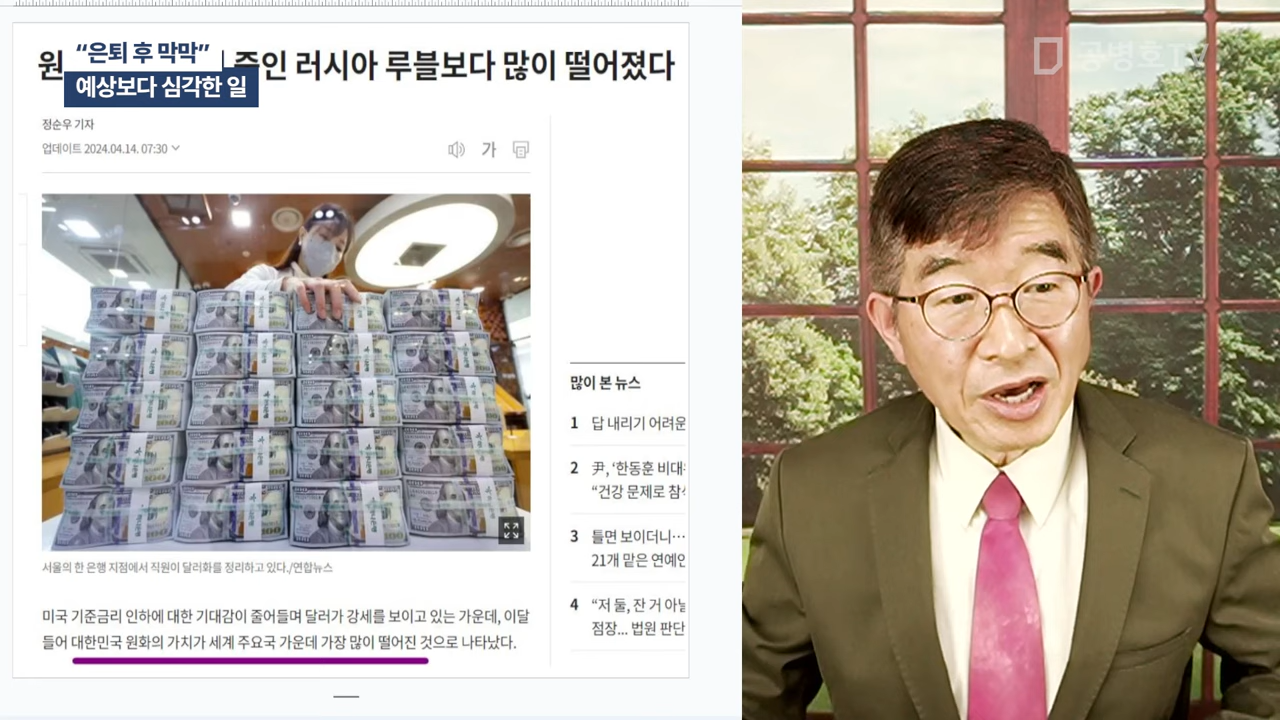 “은퇴 후 막막”
예상보다 심각한 일
원 중인 러시아 루블보다 많이 떨어졌다
정순우 기자
업데이트 2024.04.14. 07:30
가
서울의 한 은행 지점에서 직원이 달러화를 정리하고 있다./연합뉴스
미국 기준금리 인하에 대한 기대감이 줄어들며 달러가 강세를 보이고 있는 가운데, 이달
들어 대한민국 원화의 가치가 세계 주요국 가운데 가장 많이 떨어진 것으로 나타났다.
많이 본 뉴스
1 답 내리기 어려운
2 尹, ‘한동훈 비대
“건강 문제로 참
3 틀면 보이더니…
21개 맡은 연예인
4 “저 둘, 잔 거 아
점장... 법원 판단
공병호TV
100